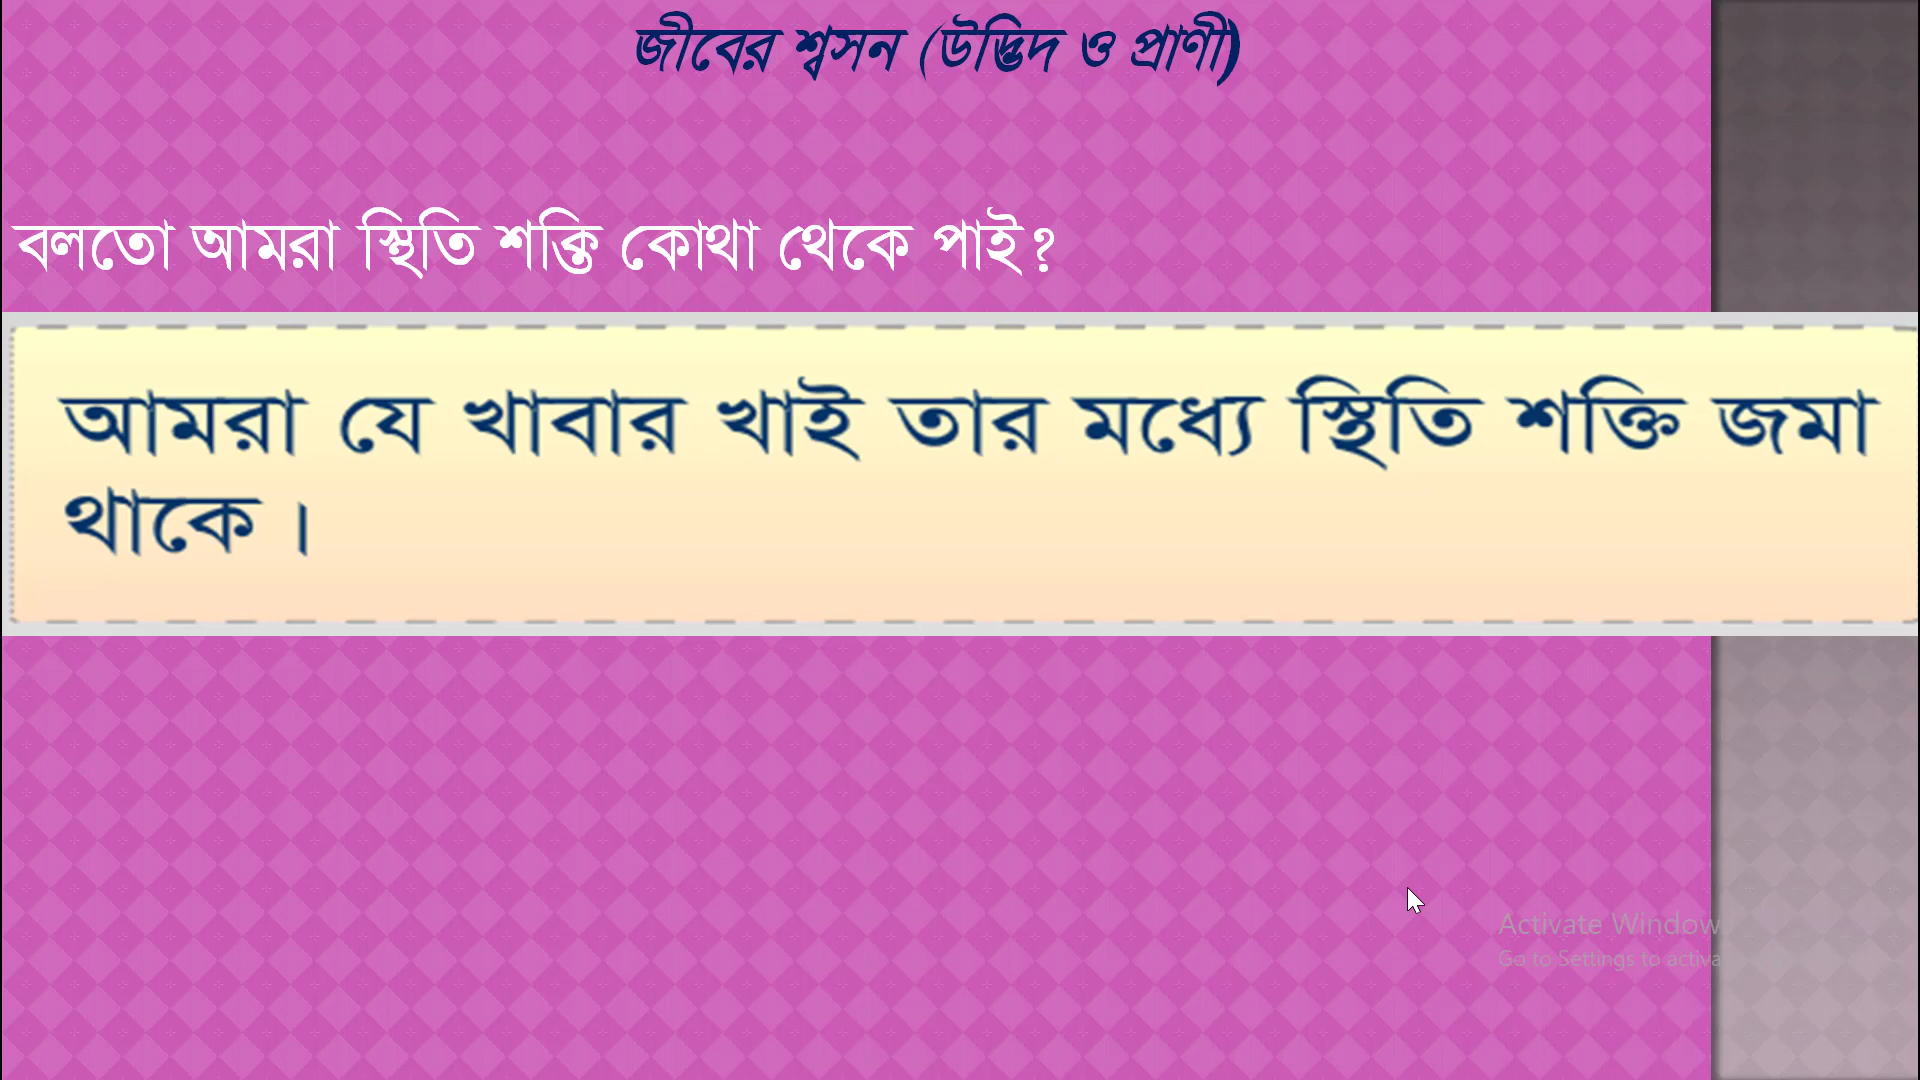 জীবের শ্বসন (উদ্ভিদ ও প্রাণী)
বলতো আমরা স্থিতি শক্তি কোথা থেকে পাই?
আমরা যে খাবার খাই তার মধ্যে স্থিতি শক্তি জমা
থাকে ।
Activate Window
Go to Settings to activa